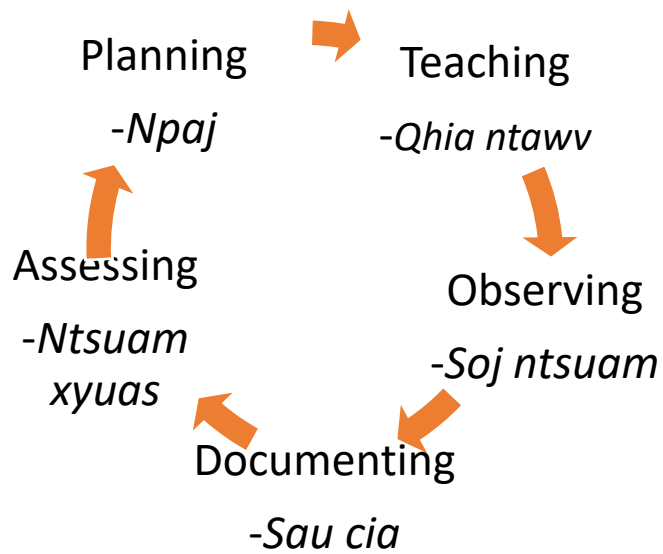 Planning
-Npaj
Teaching
-Qhia ntawv
Observing
-Soj ntsuam
Documenting
-Sau cia
Assessing
-Ntsuam
xyuas